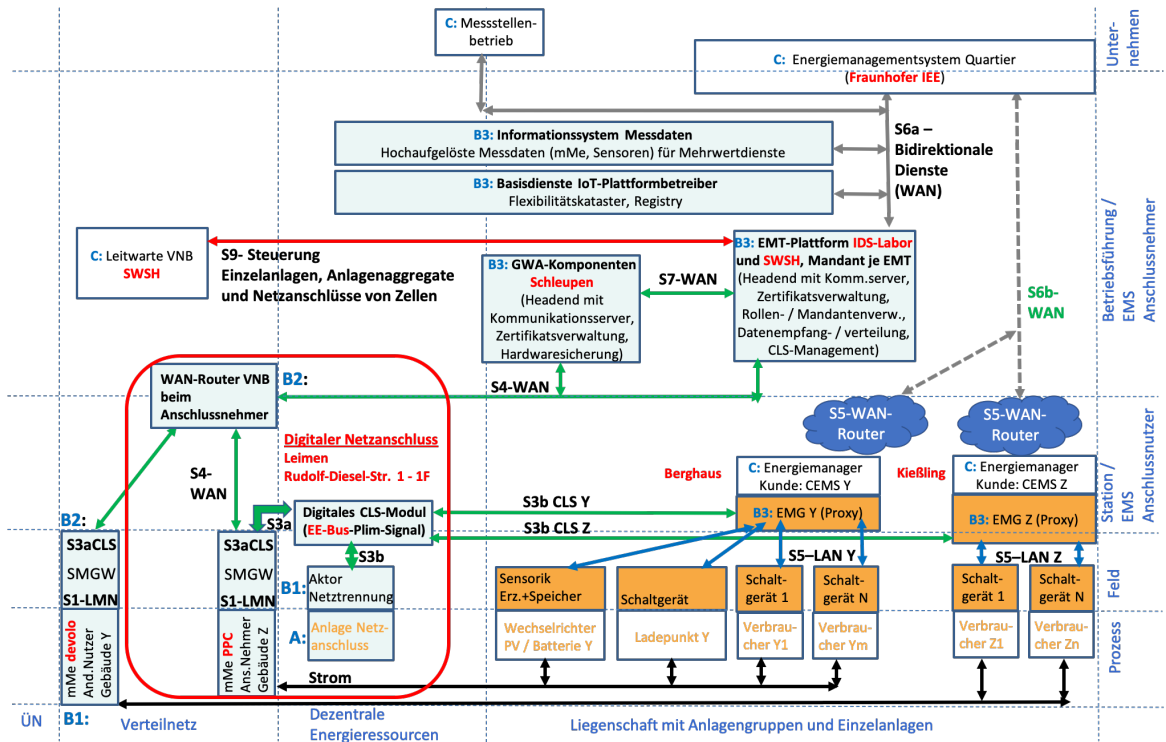 C: Messstellen-
betrieb
C: Energiemanagementsystem Quartier
(Fraunhofer IEE)
Unter-
nehmen
B3: Informationssystem Messdaten
Hochaufgelöste Messdaten (mMe, Sensoren) für Mehrwertdienste
S6a –
Bidirektionale
Dienste
(WAN)
B3: Basisdienste IoT-Plattformbetreiber
Flexibilitätskataster, Registry
C: Leitwarte VNB
SWSH
S9- Steuerung
Einzelanlagen, Anlagenaggregate
und Netzanschlüsse von Zellen
B3: GWA-Komponenten
Schleupen
(Headend mit
Kommunikationsserver,
Zertifikatsverwaltung,
Hardwaresicherung)
S7-WAN
B3: EMT-Plattform IDS-Labor
und SWSH, Mandant je EMT
(Headend mit Komm.server,
Zertifikatsverwaltung,
Rollen- / Mandantenverw.,
Datenempfang- / verteilung,
CLS-Management)
S6b-
WAN
Betriebsführung /
EMS
Anschlussnehmer
WAN-Router VNB
beim
Anschlussnehmer
B2:
S4-WAN
S5-WAN-
Router
S5-WAN-
Router
Digitaler Netzanschluss
Leimen
Rudolf-Diesel-Str. 1 - 1F
S4-
WAN
Berghaus
C: Energiemanager
Kunde: CEMS Y
B3: EMG Y (Proxy)
Kießling
C: Energiemanager
Kunde: CEMS Z
B3: EMG Z (Proxy)
Station /
EMS
Anschlussnutzer
S3a
Digitales CLS-Modul
(EE-Bus-Plim-Signal)
S3b CLS Y
S3b CLS Z
B2:
S3aCLS
SMGW
S1-LMN
S3aCLS
SMGW
S1-LMN
S3b
S5–LAN Y
S5–LAN Z
B1:
Aktor
Netztrennung
Sensorik
Erz.+Speicher
Schaltgerät
Schalt-
gerät 1
Schalt-
gerät N
Schalt-
gerät 1
Schalt-
gerät N
Feld
mMe devolo
And.Nutzer
Gebäude Y
mMe PPC
Ans.Nehmer
Gebäude Z
A:
Anlage Netz-
anschluss
Wechselrichter
PV / Batterie Y
Ladepunkt Y
Verbrau-
cher Y1
Verbrau-
cher Ym
Verbrau-
cher Z1
Verbrau-
cher Zn
Prozess
Strom
ÜN
B1:
Verteilnetz
Dezentrale
Energieressourcen
Liegenschaft mit Anlagengruppen und Einzelanlagen